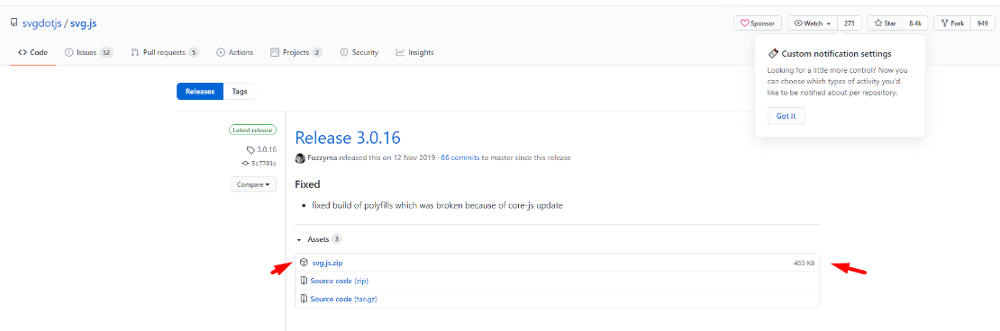 svgdotjs / svg.js
Sponsor Watch 275 Star 8.4k Fork 949
Code Issues 52 Pull requests 5 Actions Projects 2 Security Insights
Custom notification settings
Looking for a little more control? Now you
can choose which types of activity you'd
like to be notified about per repository.
Got it
Releases Tags
Latest release
3.0.16
5c7701c
Compare
Release 3.0.16
Fuzzyma released this on 12 Nov 2019 · 86 commits to master since this release
Fixed
• fixed build of polyfills which was broken because of core-js update
Assets 3
svg.js.zip 455 KB
Source code (zip)
Source code (tar.gz)